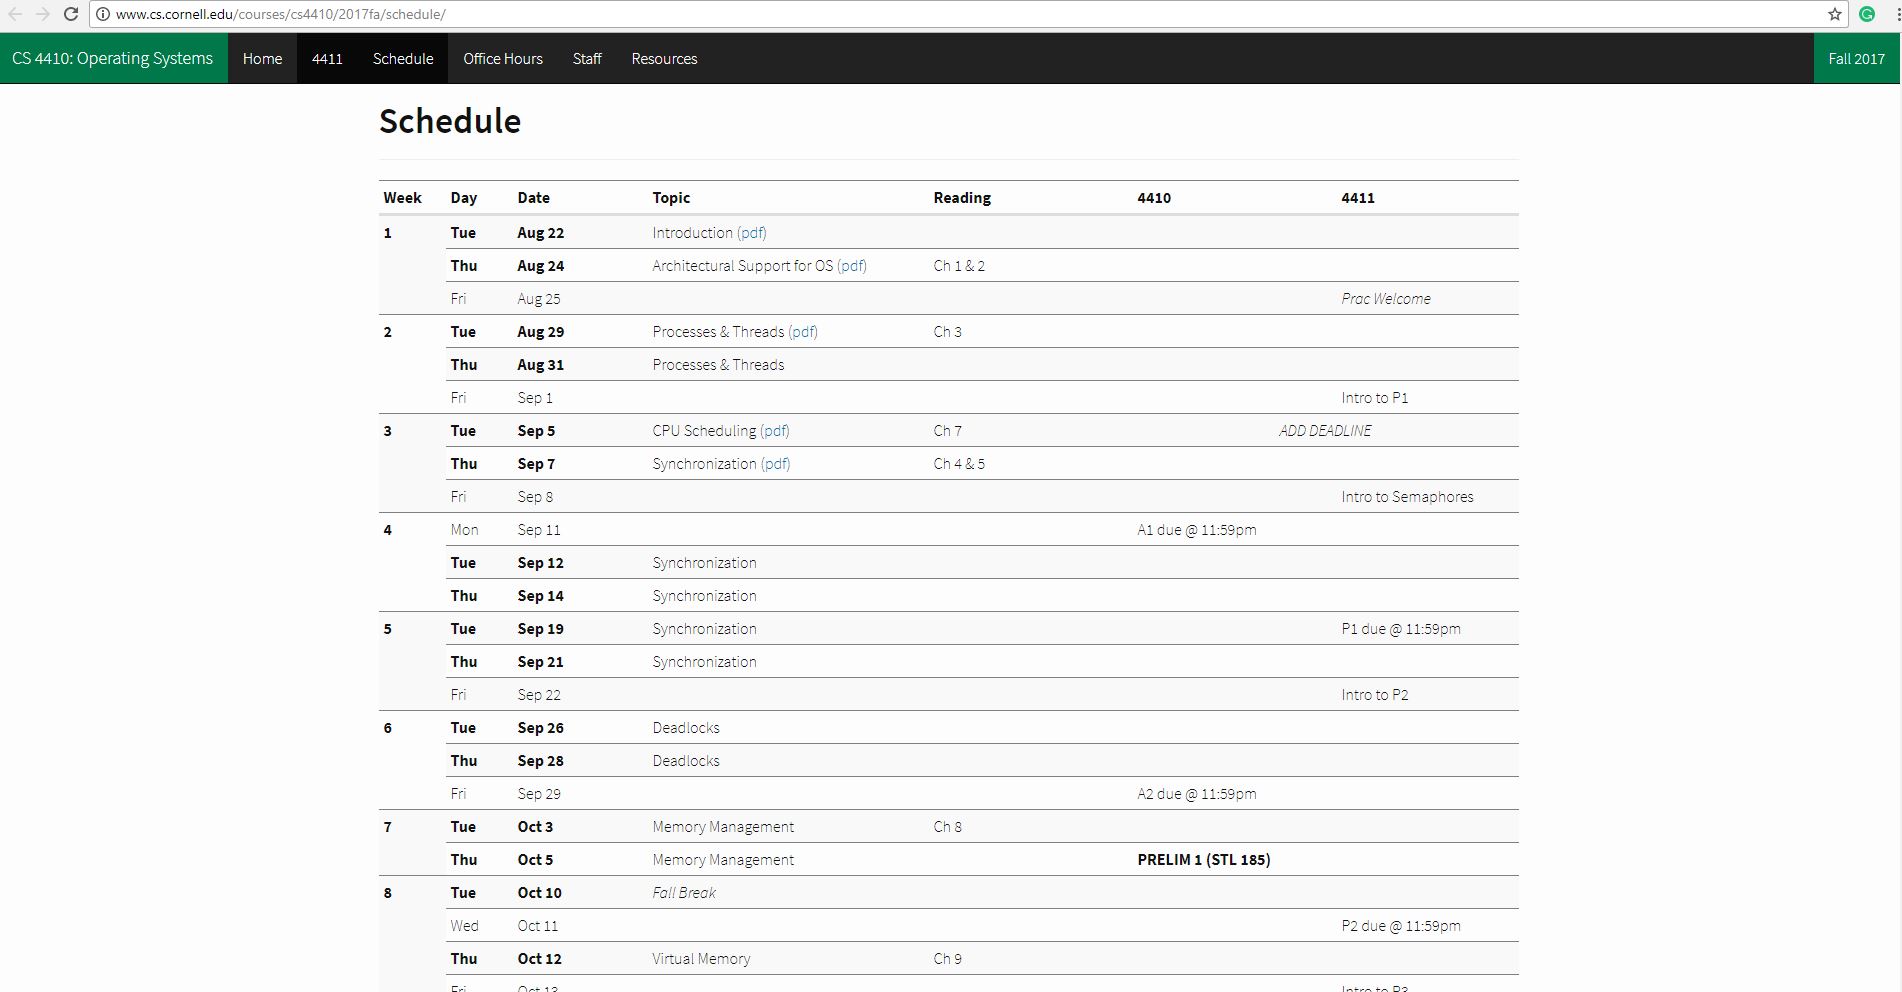 www.cs.cornell.edu/courses/cs4410/2017fa/schedule/
CS 4410: Operating Systems Home 4411 Schedule Office Hours Staff Resources Fall 2017
Schedule
Week Day Date Topic Reading 4410 4411
1 Tue Aug 22 Introduction (pdf)
Thu Aug 24 Architectural Support for OS (pdf) Ch 1 & 2
Fri Aug 25 Prac Welcome
2 Tue Aug 29 Processes & Threads (pdf) Ch 3
Thu Aug 31 Processes & Threads
Fri Sep 1 Intro to P1
3 Tue Sep 5 CPU Scheduling (pdf) Ch 7 ADD DEADLINE
Thu Sep 7 Synchronization (pdf) Ch 4 & 5
Fri Sep 8 Intro to Semaphores
4 Mon Sep 11 A1 due @ 11:59pm
Tue Sep 12 Synchronization
Thu Sep 14 Synchronization
5 Tue Sep 19 Synchronization P1 due @ 11:59pm
Thu Sep 21 Synchronization
Fri Sep 22 Intro to P2
6 Tue Sep 26 Deadlocks
Thu Sep 28 Deadlocks
Fri Sep 29 A2 due @ 11:59pm
7 Tue Oct 3 Memory Management Ch 8
Thu Oct 5 Memory Management PRELIM 1 (STL 185)
8 Tue Oct 10 Fall Break
Wed Oct 11 P2 due @ 11:59pm
Thu Oct 12 Virtual Memory Ch 9
Fri Oct 13 Intro to P3